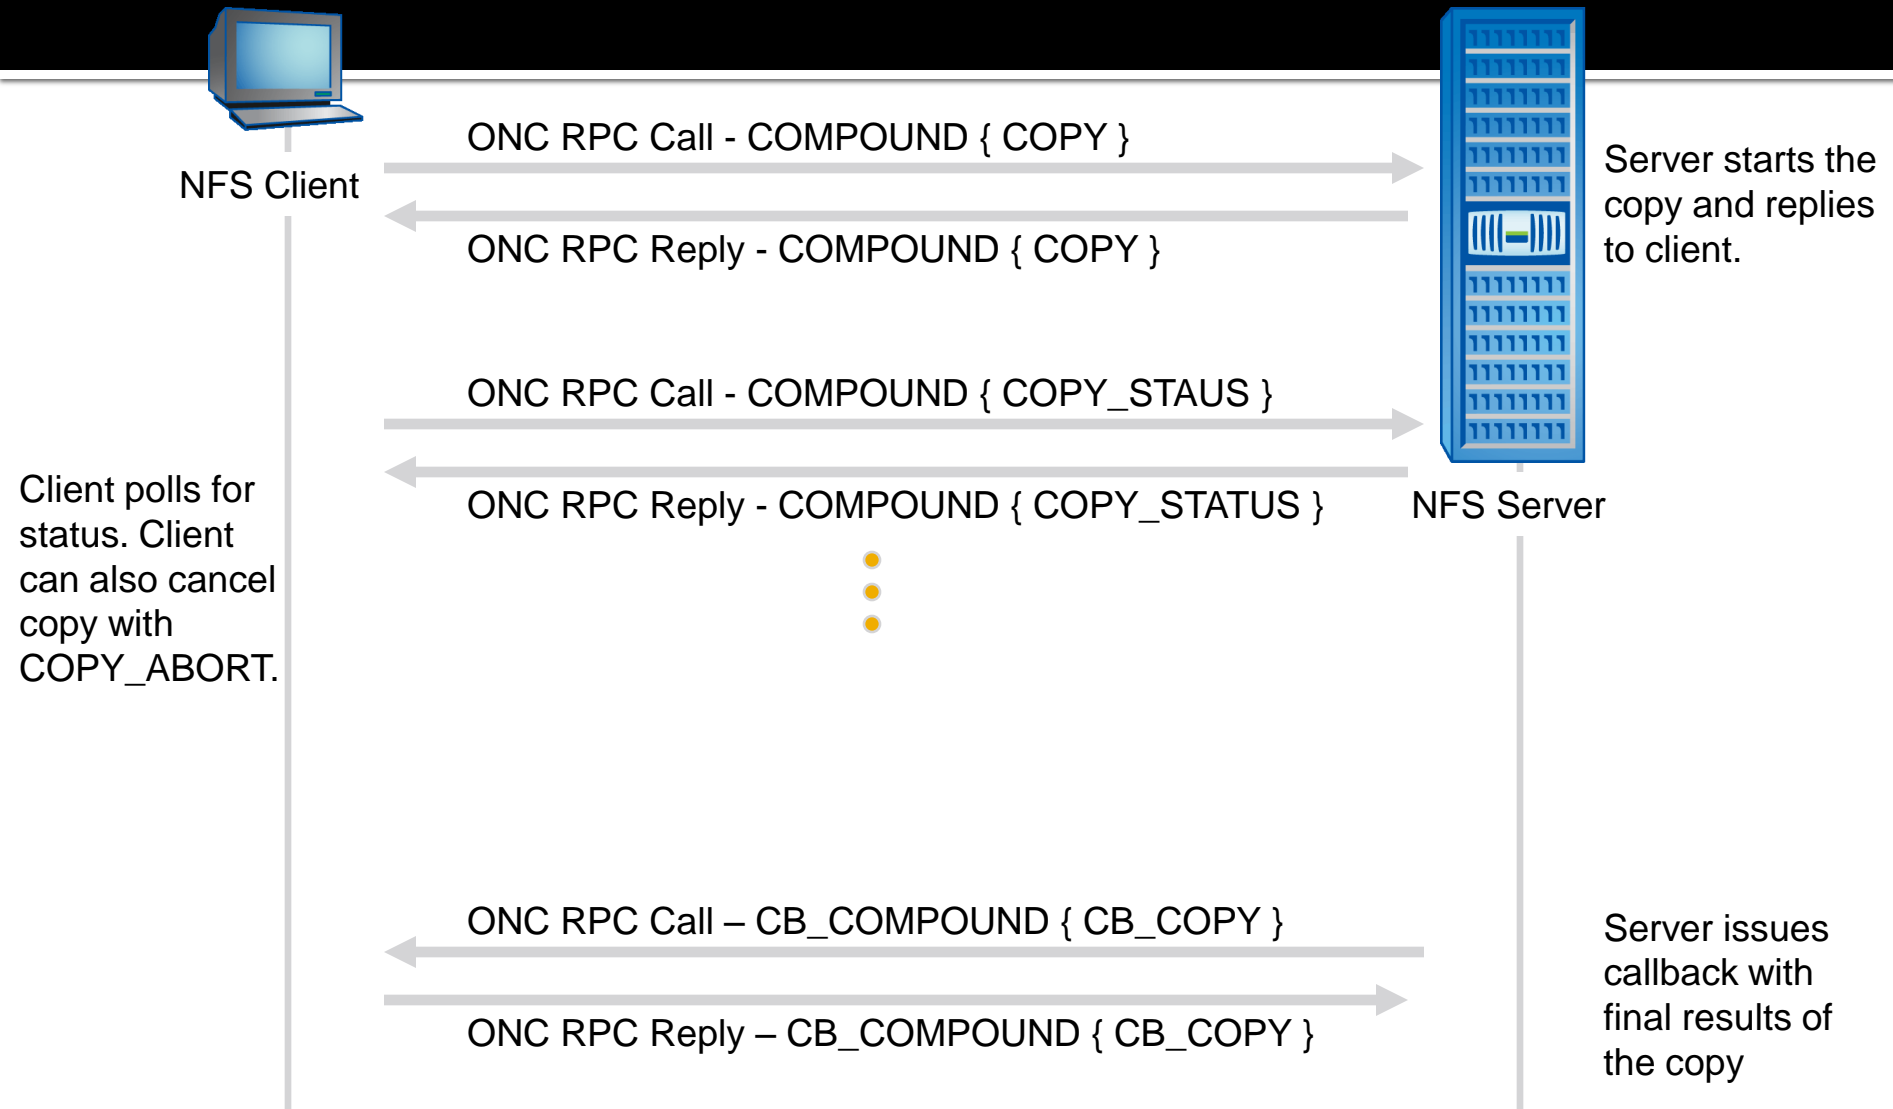 ONC RPC Call - COMPOUND { COPY }
NFS Client
ONC RPC Reply - COMPOUND { COPY }
Server starts the
copy and replies
to client.
ONC RPC Call - COMPOUND { COPY_STAUS }
ONC RPC Reply - COMPOUND { COPY_STATUS }
NFS Server
Client polls for
status. Client
can also cancel
copy with
COPY_ABORT.
ONC RPC Call – CB_COMPOUND { CB_COPY }
ONC RPC Reply – CB_COMPOUND { CB_COPY }
Server issues
callback with
final results of
the copy